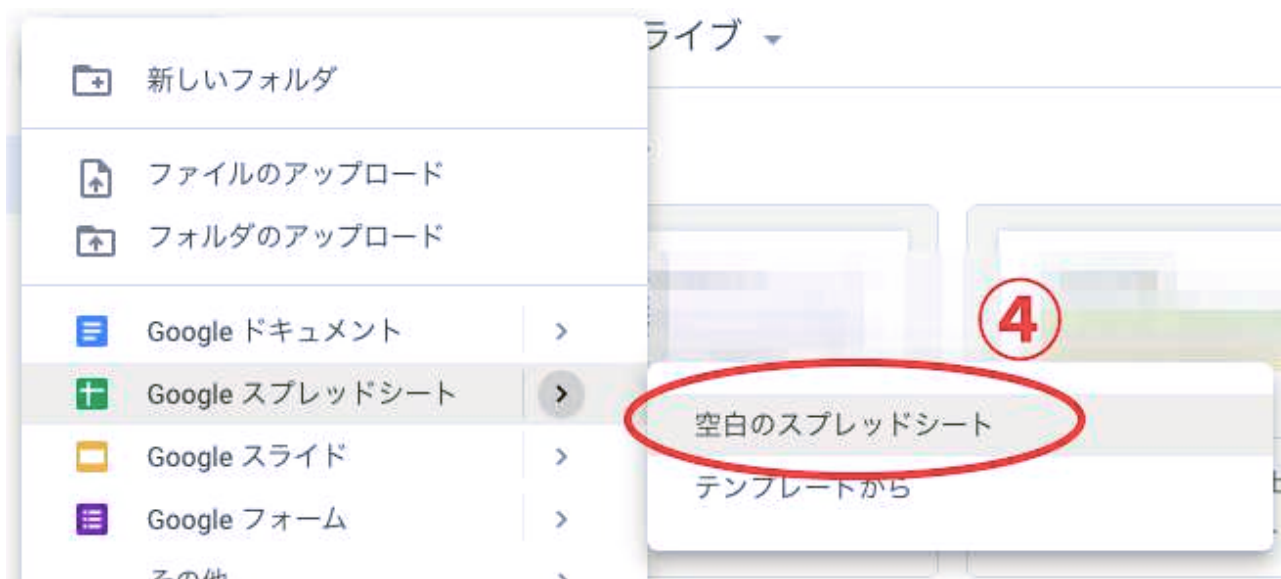 ライブ
新しいフォルダ
ファイルのアップロード
フォルダのアップロード
Google ドキュメント
Google スプレッドシート
Google スライド
Google フォーム
その他
④
空白のスプレッドシート
テンプレートから